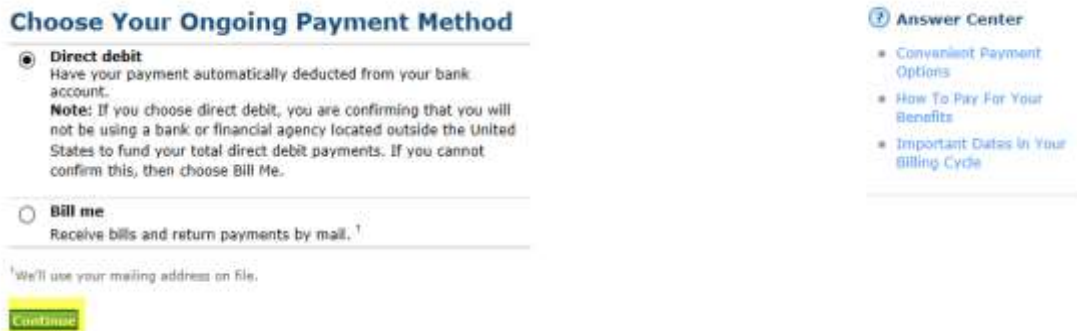 Choose Your Ongoing Payment Method
Direct debit
Have your payment automatically deducted from your bank
account.
Note: If you choose direct debit, you are confirming that you will
not be using a bank or financial agency located outside the United
States to fund your total direct debit payments. If you cannot
confirm this, then choose Bill Me.
Bill me
Receive bills and return payments by mail. 1
1We'll use your mailing address on file.
Continue
? Answer Center
Convenient Payment
Options
How To Pay For Your
Benefits
Important Dates in Your
Billing Cycle